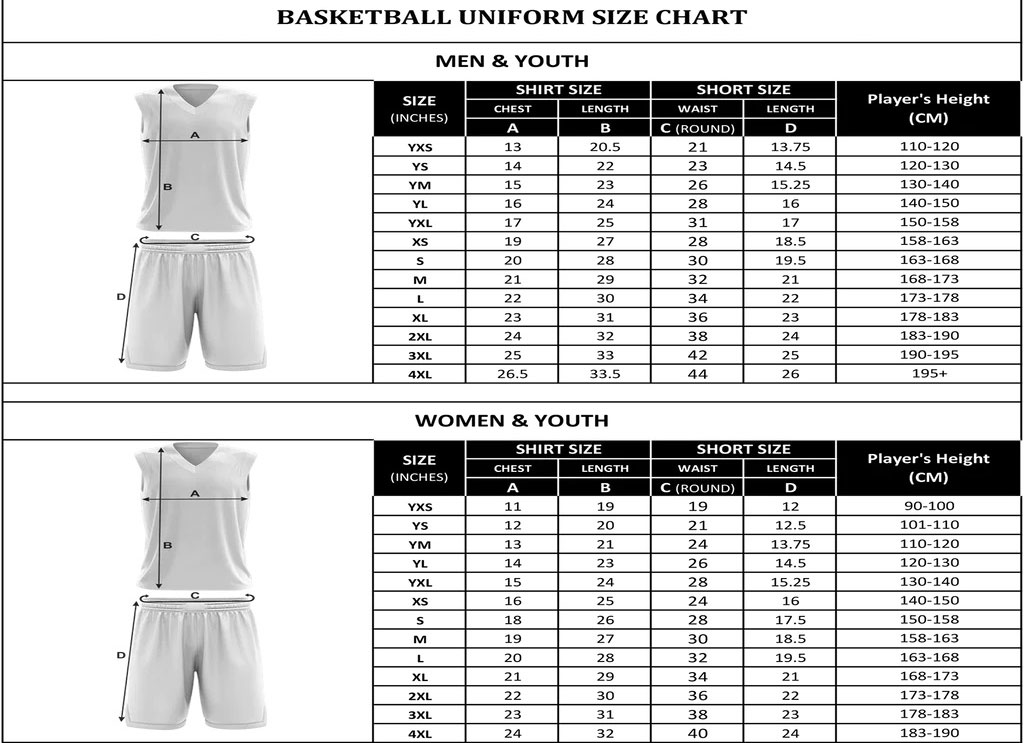 BASKETBALL UNIFORM SIZE CHART
MEN & YOUTH
SIZE (INCHES) SHIRT SIZE SHORT SIZE Player's Height (CM)
CHEST LENGTH WAIST LENGTH
A B C (ROUND) D
YXS 13 20.5 21 13.75 110-120
YS 14 22 23 14.5 120-130
YM 15 23 26 15.25 130-140
YL 16 24 28 16 140-150
YXL 17 25 31 17 150-158
XS 19 27 28 18.5 158-163
S 20 28 30 19.5 163-168
M 21 29 32 21 168-173
L 22 30 34 22 173-178
XL 23 31 36 23 178-183
2XL 24 32 38 24 183-190
3XL 25 33 42 25 190-195
4XL 26.5 33.5 44 26 195+
A
B
C
D
WOMEN & YOUTH
SIZE (INCHES) SHIRT SIZE SHORT SIZE Player's Height (CM)
CHEST LENGTH WAIST LENGTH
A B C (ROUND) D
YXS 11 19 19 12 90-100
YS 12 20 21 12.5 101-110
YM 13 21 24 13.75 110-120
YL 14 23 26 14.5 120-130
YXL 15 24 28 15.25 130-140
XS 16 25 24 16 140-150
S 18 26 28 17.5 150-158
M 19 27 30 18.5 158-163
L 20 28 32 19.5 163-168
XL 21 29 34 21 168-173
2XL 22 30 36 22 173-178
3XL 23 31 38 23 178-183
4XL 24 32 40 24 183-190
A
B
C
D